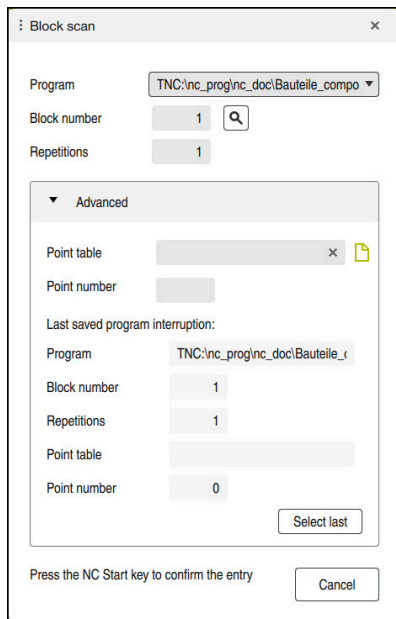 Block scan
Program TNC:\nc_prog\nc_doc\Bauteile_compo
Block number 1
Repetitions 1
Advanced
Point table
Point number
Last saved program interruption:
Program TNC:\nc_prog\nc_doc\Bauteile_c
Block number 1
Repetitions 1
Point table
Point number 0
Select last
Press the NC Start key to confirm the entry Cancel